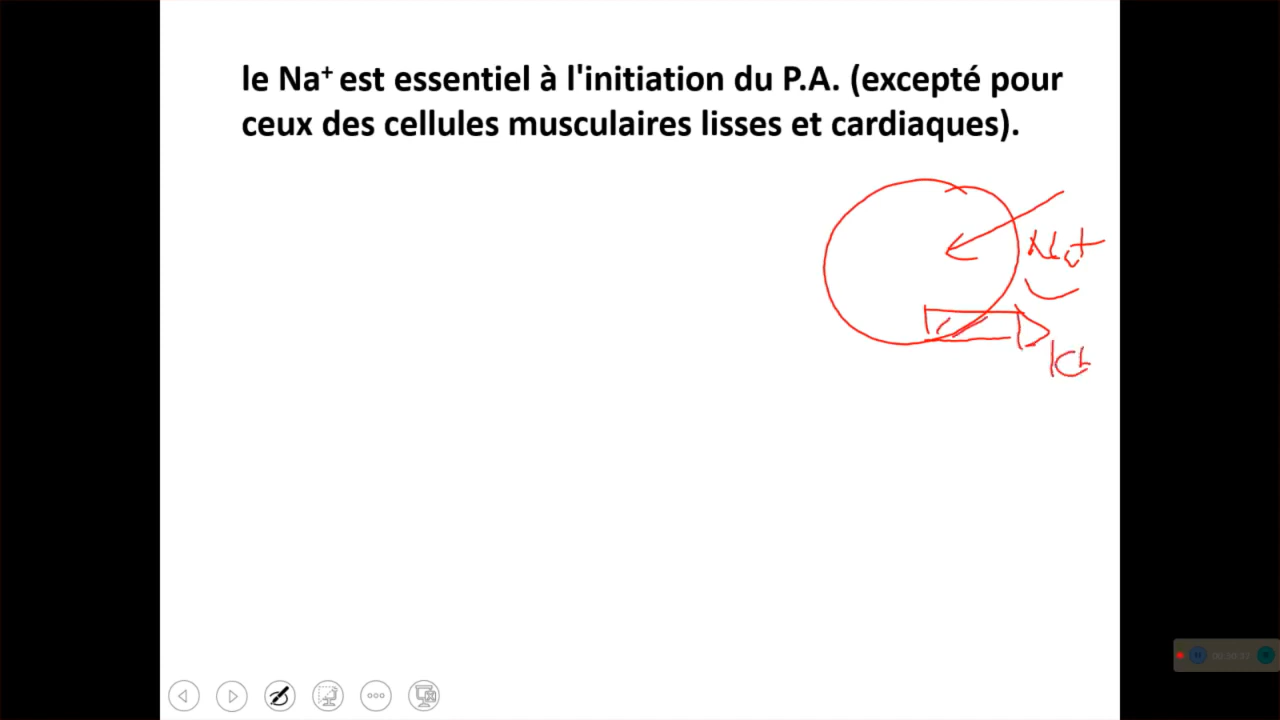 le Na⁺ est essentiel à l'initiation du P.A. (excepté pour
ceux des cellules musculaires lisses et cardiaques).
Na+
K+